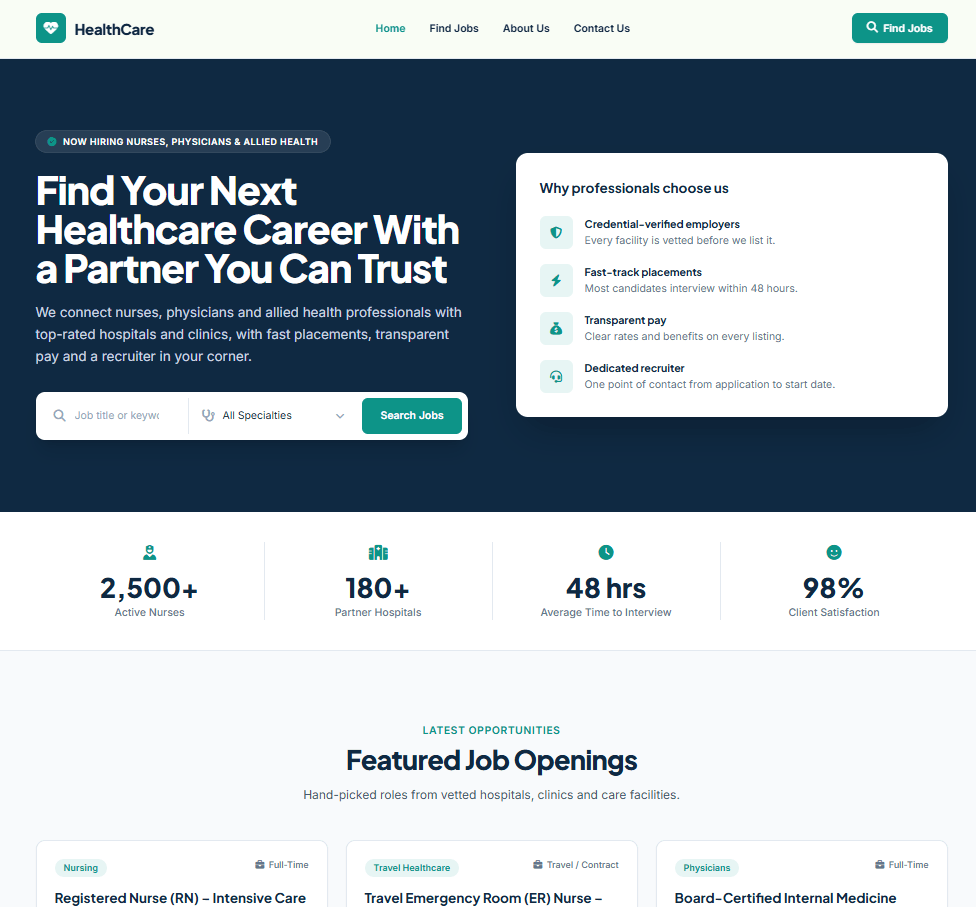 HealthCare
Home
Find Jobs
About Us
Contact Us
Find Jobs
NOW HIRING NURSES, PHYSICIANS & ALLIED HEALTH
Find Your Next
Healthcare Career With
a Partner You Can Trust
We connect nurses, physicians and allied health professionals with
top-rated hospitals and clinics, with fast placements, transparent
pay and a recruiter in your corner.
Job title or keywo
All Specialties
Search Jobs
Why professionals choose us
Credential-verified employers
Every facility is vetted before we list it.
Fast-track placements
Most candidates interview within 48 hours.
Transparent pay
Clear rates and benefits on every listing.
Dedicated recruiter
One point of contact from application to start date.
2,500+
Active Nurses
180+
Partner Hospitals
48 hrs
Average Time to Interview
98%
Client Satisfaction
LATEST OPPORTUNITIES
Featured Job Openings
Hand-picked roles from vetted hospitals, clinics and care facilities.
Nursing
Full-Time
Registered Nurse (RN) – Intensive Care
Travel Healthcare
Travel / Contract
Travel Emergency Room (ER) Nurse –
Physicians
Full-Time
Board-Certified Internal Medicine